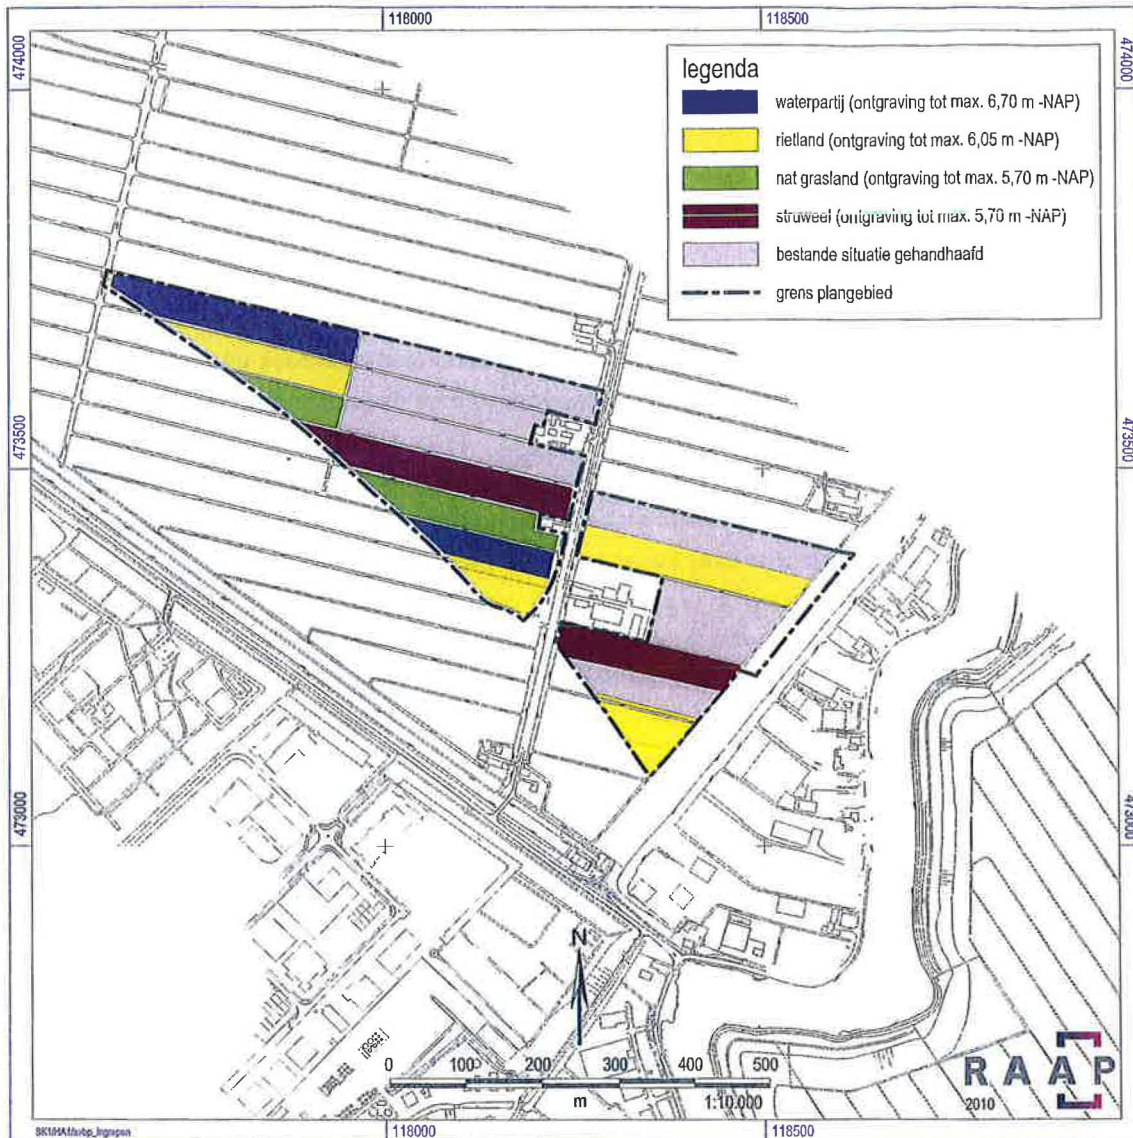 118000
118500
474000
474000
legenda
waterpartij (ontgraving tot max. 6,70 m -NAP)
rietland (ontgraving tot max. 6,05 m -NAP)
nat grasland (ontgraving tot max. 5,70 m -NAP)
struweel (ontgraving tot max. 5,70 m -NAP)
bestande situatie gehandhaafd
grens plangebied
473500
473500
473000
473000
N
0 100 200 300 400 500
m
1:10.000
RAAP
2010
118000
118500